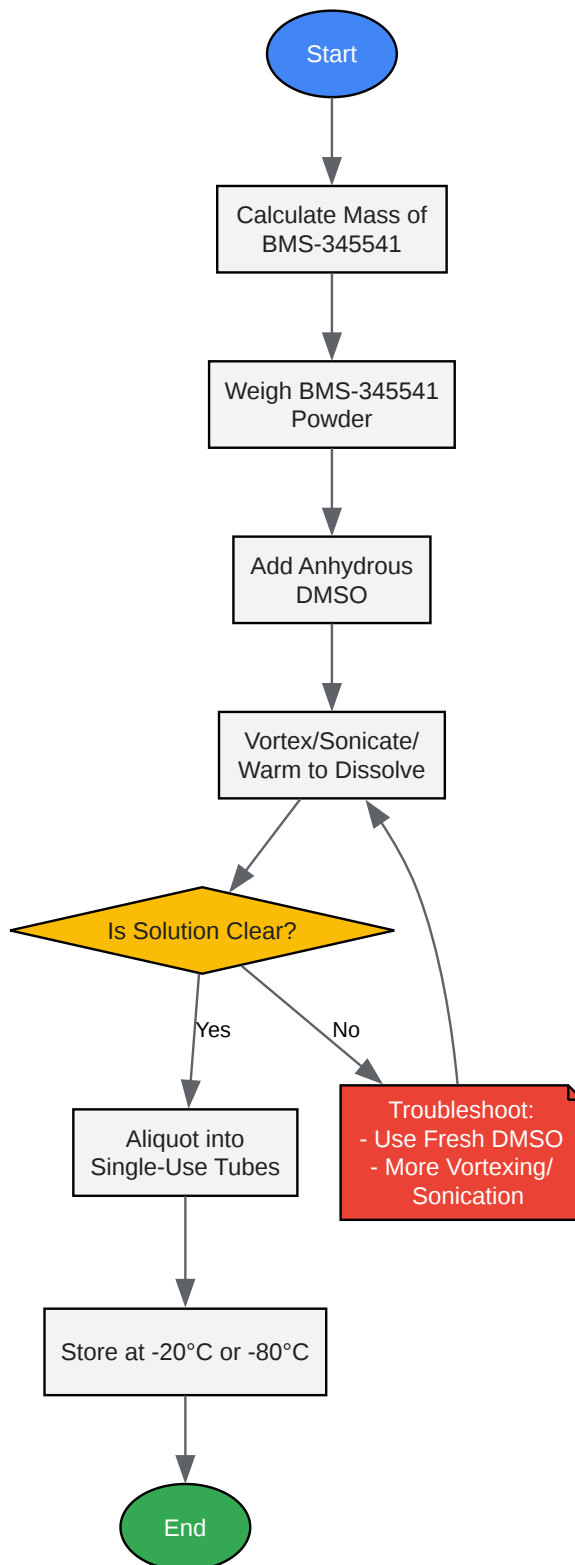 Start
Calculate Mass of
BMS-345541
Weigh BMS-345541
Powder
Add Anhydrous
DMSO
Vortex/Sonicate/
Warm to Dissolve
Is Solution Clear?
Yes
No
Aliquot into
Single-Use Tubes
Troubleshoot:
- Use Fresh DMSO
- More Vortexing/
Sonication
Store at -20°C or -80°C
End